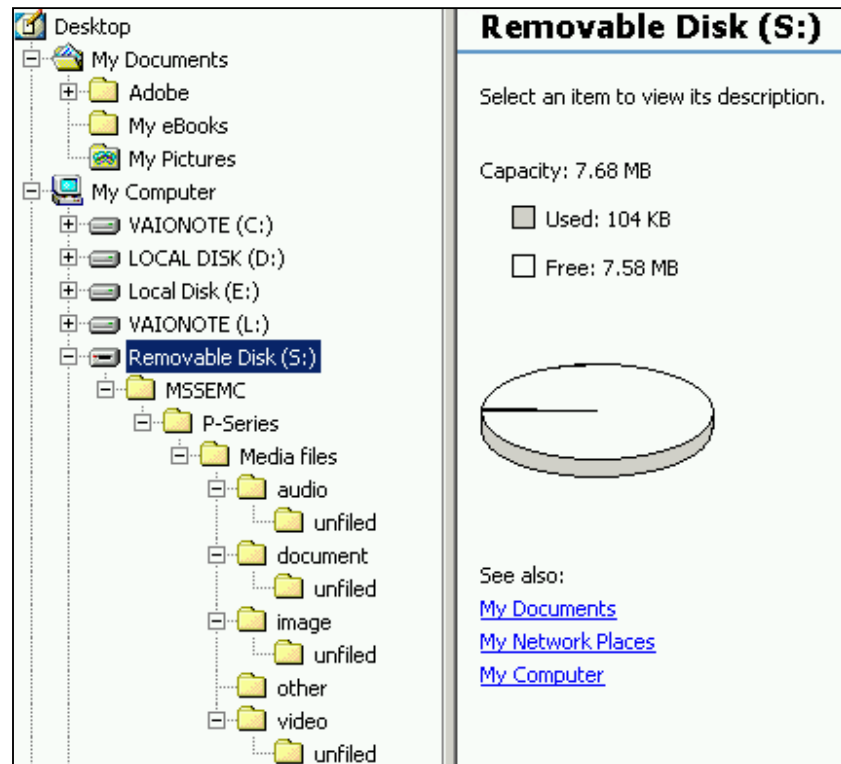 Desktop
My Documents
Adobe
My eBooks
My Pictures
My Computer
VAIONOTE (C:)
LOCAL DISK (D:)
Local Disk (E:)
VAIONOTE (L:)
Removable Disk (S:)
MSSEMC
P-Series
Media files
audio
unfiled
document
unfiled
image
unfiled
other
video
unfiled
Removable Disk (S:)
Select an item to view its description.
Capacity: 7.68 MB
Used: 104 KB
Free: 7.58 MB
See also:
My Documents
My Network Places
My Computer